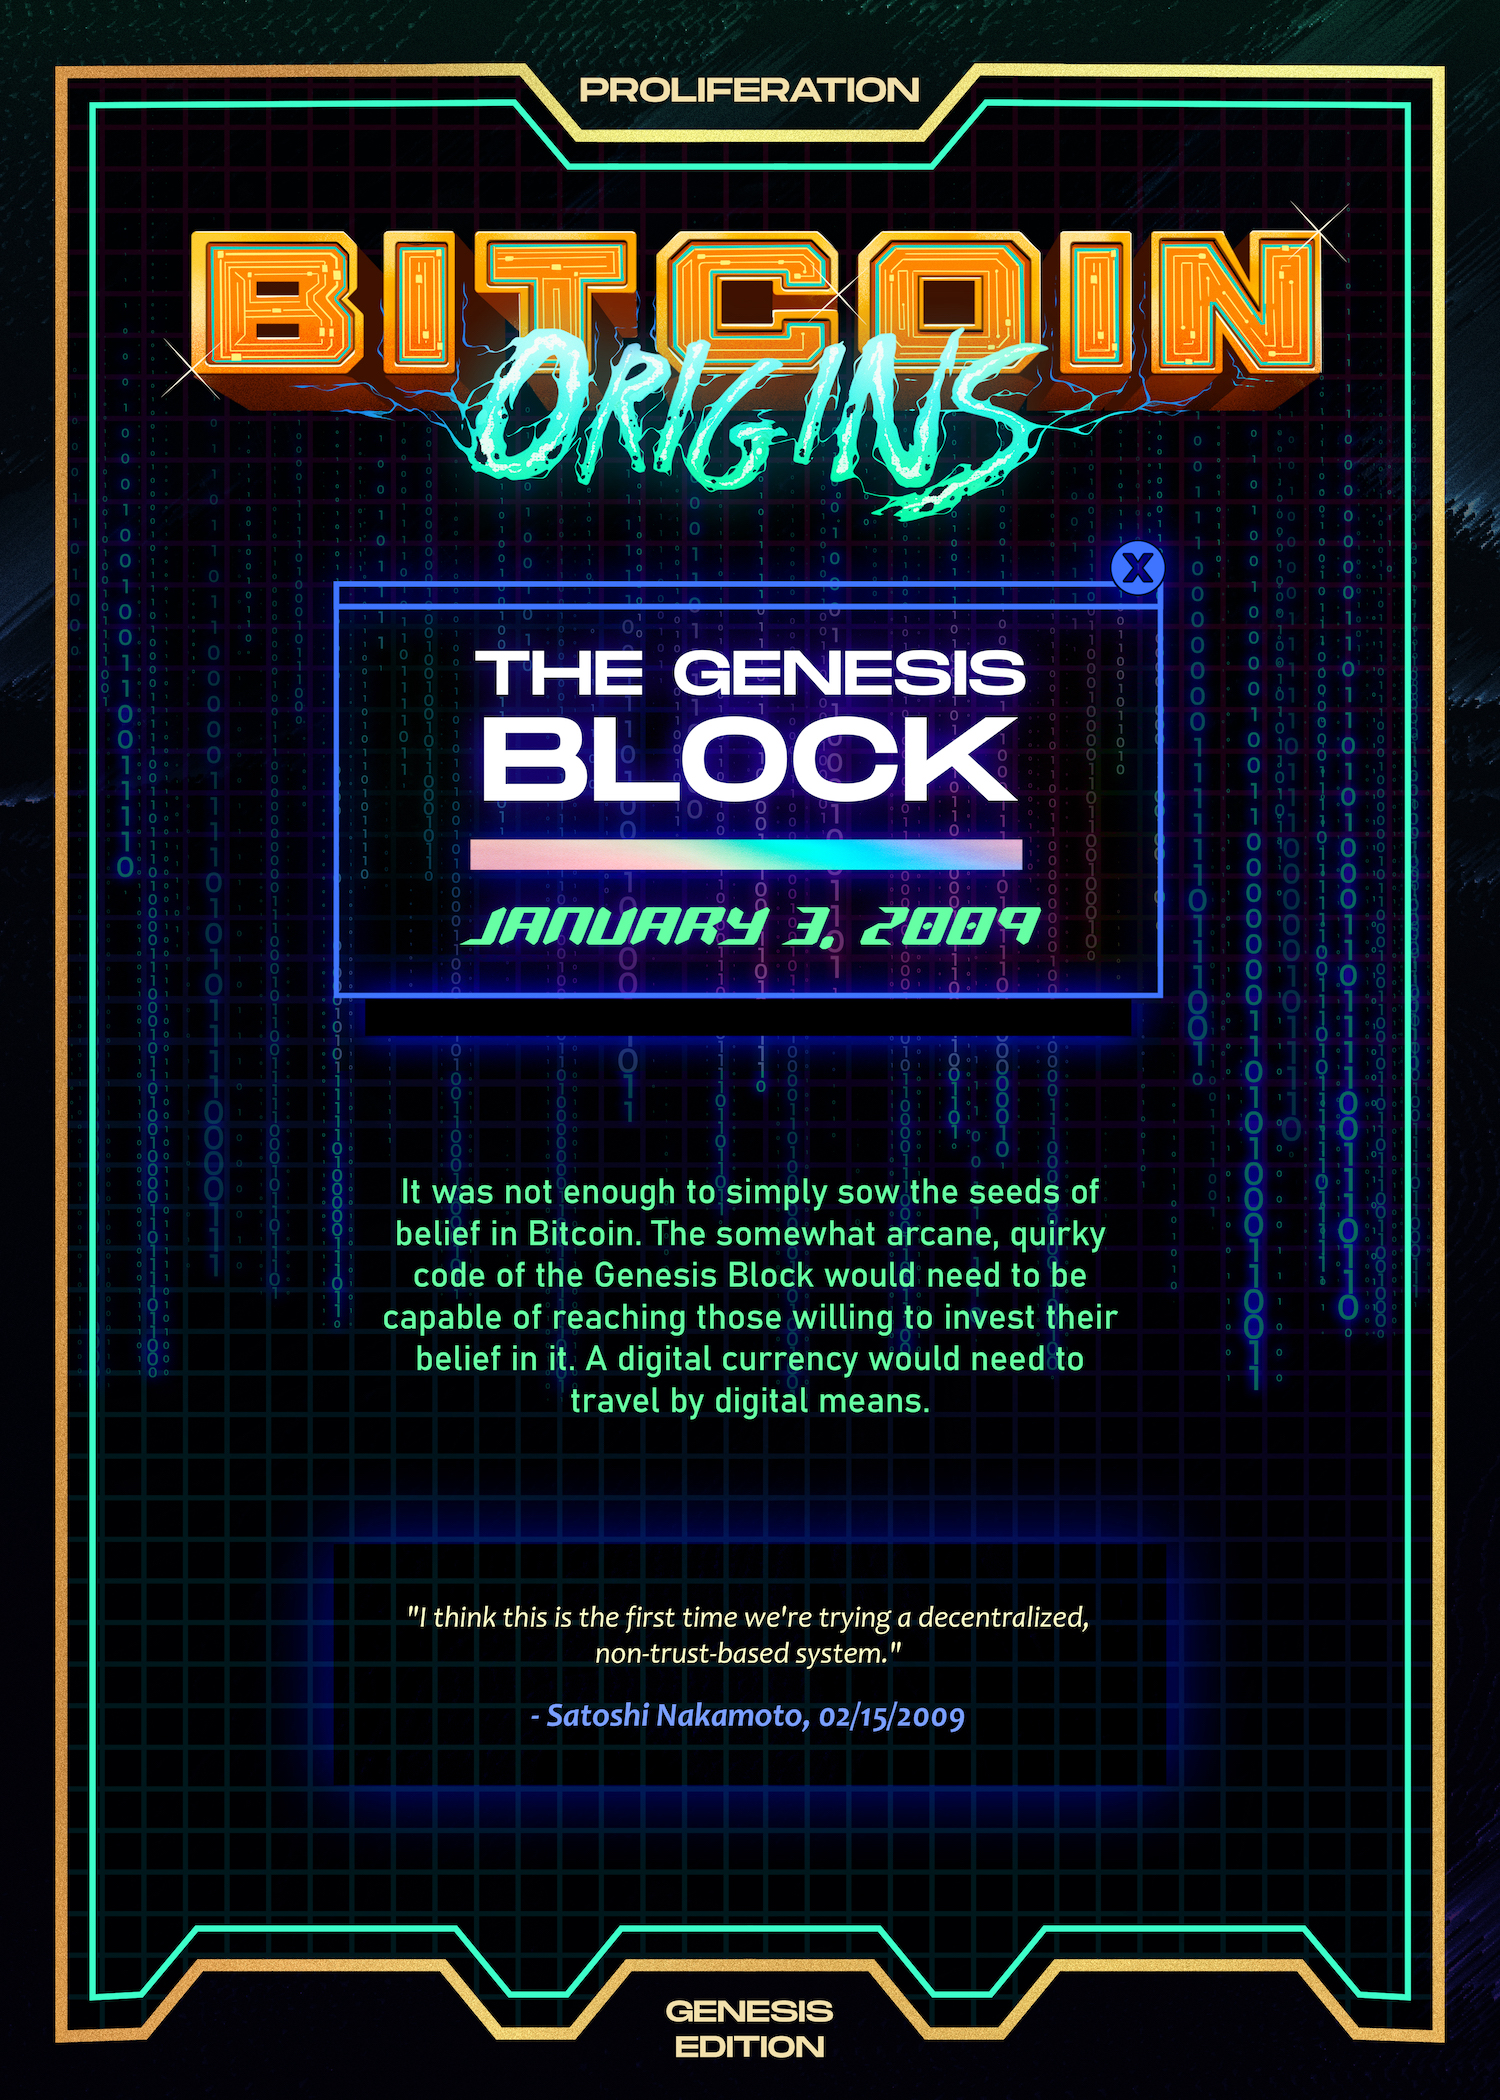 PROLIFERATION
BITCOIN
ORIGINS
X
THE GENESIS
BLOCK
JANUARY 3, 2009
It was not enough to simply sow the seeds of
belief in Bitcoin. The somewhat arcane, quirky
code of the Genesis Block would need to be
capable of reaching those willing to invest their
belief in it. A digital currency would need to
travel by digital means.
"I think this is the first time we're trying a decentralized,
non-trust-based system."
- Satoshi Nakamoto, 02/15/2009
GENESIS
EDITION